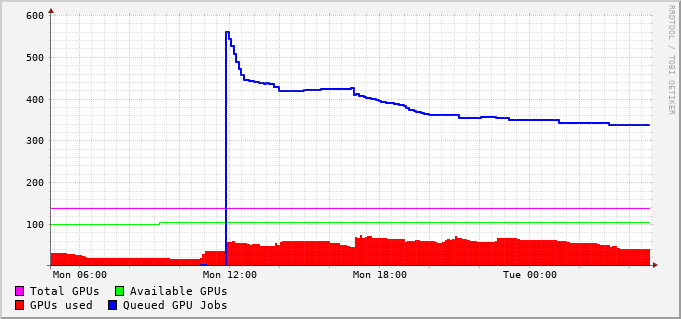 600
500
400
300
200
100
Mon 06:00 Mon 12:00 Mon 18:00 Tue 00:00
Total GPUs Available GPUs
GPUs used Queued GPU Jobs
RRDTOOL / TOBI OETIKER